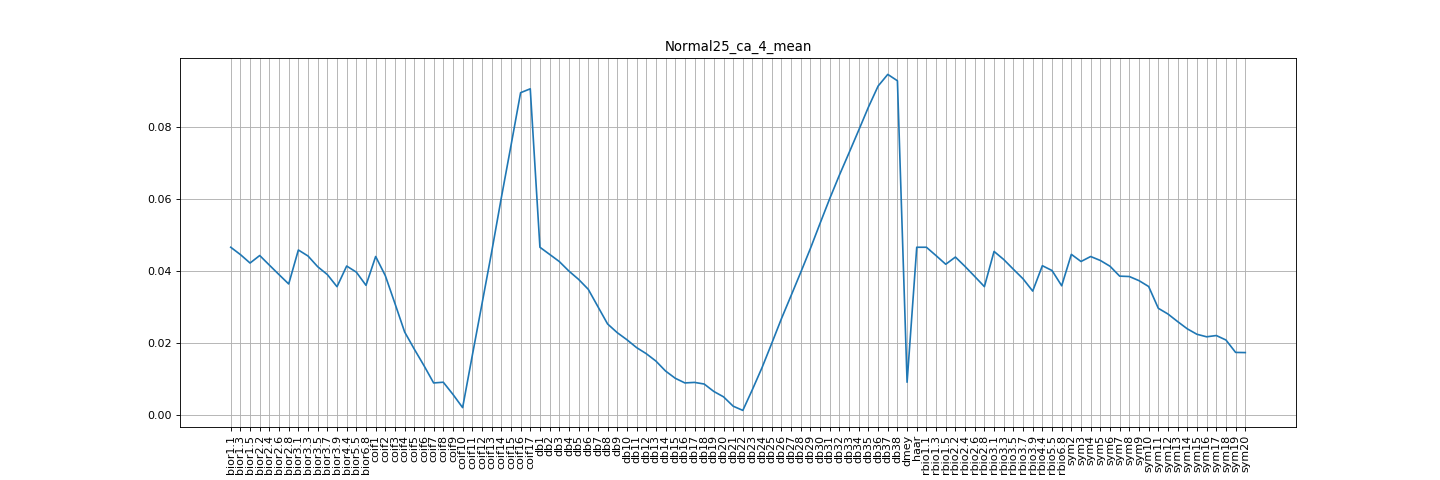 Normal25_ca_4_mean
0.08
0.06
0.04
0.02
0.00
bior1.1
bior1.3
bior1.5
bior2.2
bior2.4
bior2.6
bior2.8
bior3.1
bior3.3
bior3.5
bior3.7
bior3.9
bior4.4
bior5.5
bior6.8
coif1
coif2
coif3
coif4
coif5
coif6
coif7
coif8
coif9
coif10
coif11
coif12
coif13
coif14
coif15
coif16
coif17
db1
db2
db3
db4
db5
db6
db7
db8
db9
db10
db11
db12
db13
db14
db15
db16
db17
db18
db19
db20
db21
db22
db23
db24
db25
db26
db27
db28
db29
db30
db31
db32
db33
db34
db35
db36
db37
db38
dmey
haar
rbio1.1
rbio1.3
rbio1.5
rbio2.2
rbio2.4
rbio2.6
rbio2.8
rbio3.1
rbio3.3
rbio3.5
rbio3.7
rbio3.9
rbio4.4
rbio5.5
rbio6.8
sym2
sym3
sym4
sym5
sym6
sym7
sym8
sym9
sym10
sym11
sym12
sym13
sym14
sym15
sym16
sym17
sym18
sym19
sym20